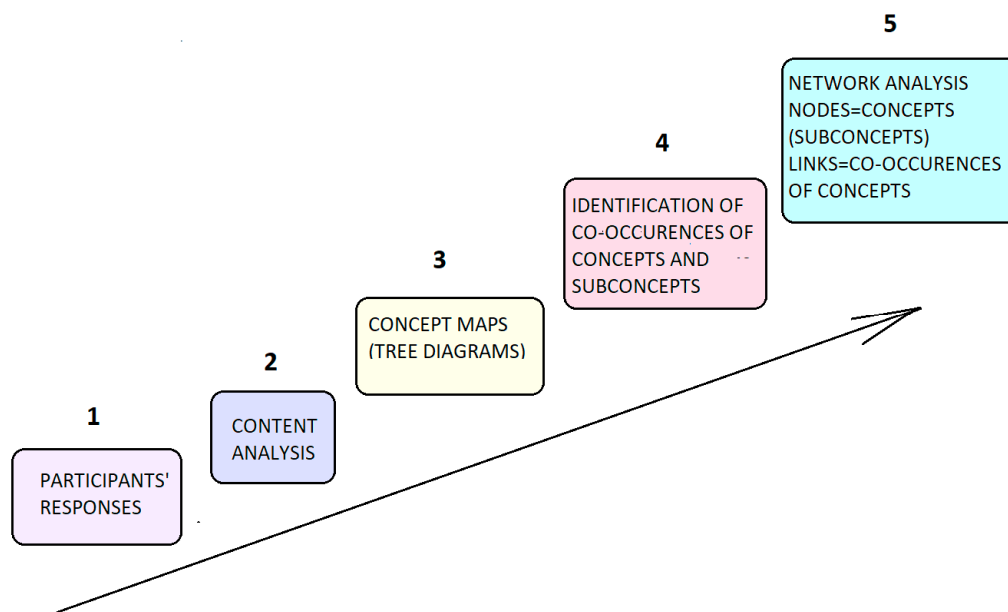 1
PARTICIPANTS'
RESPONSES
2
CONTENT
ANALYSIS
3
CONCEPT MAPS
(TREE DIAGRAMS)
4
IDENTIFICATION OF
CO-OCCURENCES OF
CONCEPTS AND
SUBCONCEPTS
5
NETWORK ANALYSIS
NODES=CONCEPTS
(SUBCONCEPTS)
LINKS=CO-OCCURENCES
OF CONCEPTS